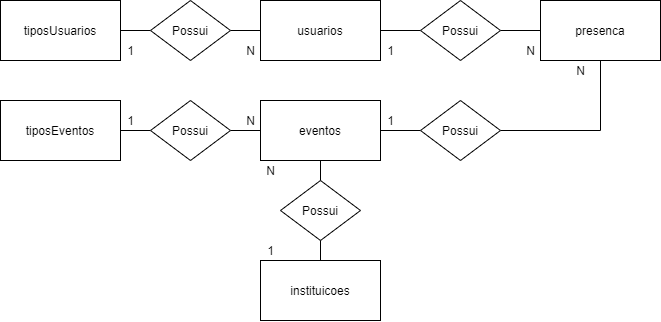 tiposUsuarios
Possui
usuarios
Possui
presenca
1
N
1
N
N
tiposEventos
1
Possui
N
eventos
1
Possui
N
Possui
1
instituicoes